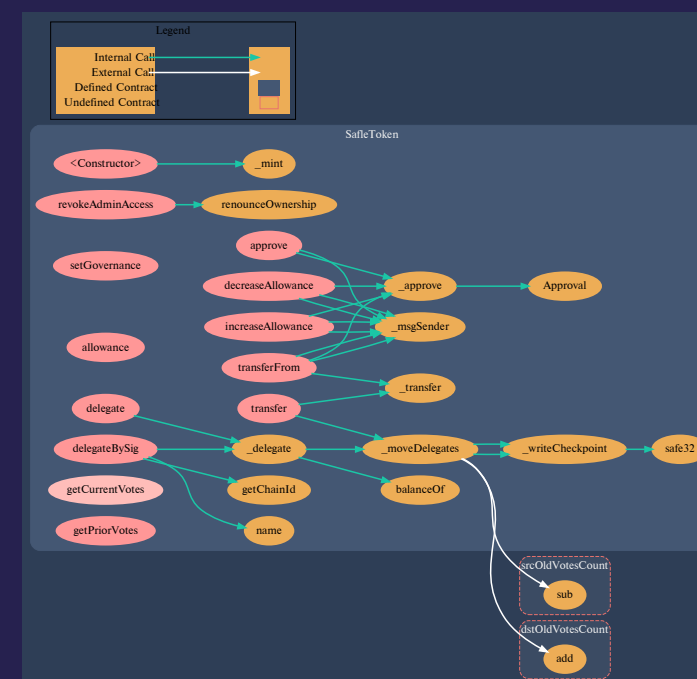 Legend
Internal Call
External Call
Defined Contract
Undefined Contract
SafleToken
<Constructor>
_mint
revokeAdminAccess
renounceOwnership
approve
setGovernance
decreaseAllowance
_approve
Approval
increaseAllowance
_msgSender
allowance
transferFrom
_transfer
delegate
transfer
delegateBySig
_delegate
_moveDelegates
_writeCheckpoint
safe32
getCurrentVotes
getChainId
balanceOf
getPriorVotes
name
srcOldVotesCount
sub
dstOldVotesCount
add